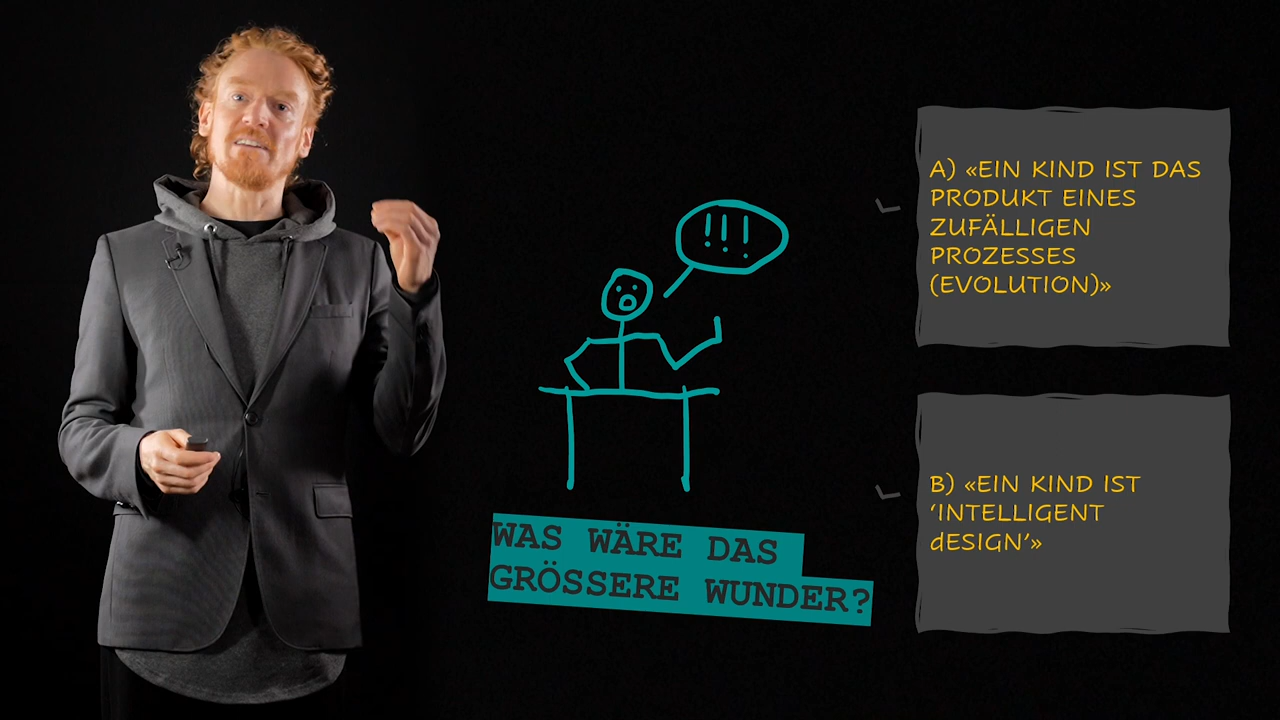 !!!
WAS WÄRE DAS
GRÖSSERE WUNDER?
A) «EIN KIND IST DAS
PRODUKT EINES
ZUFÄLLIGEN
PROZESSES
(EVOLUTION)»
B) «EIN KIND IST
‘INTELLIGENT
dESIGN’»